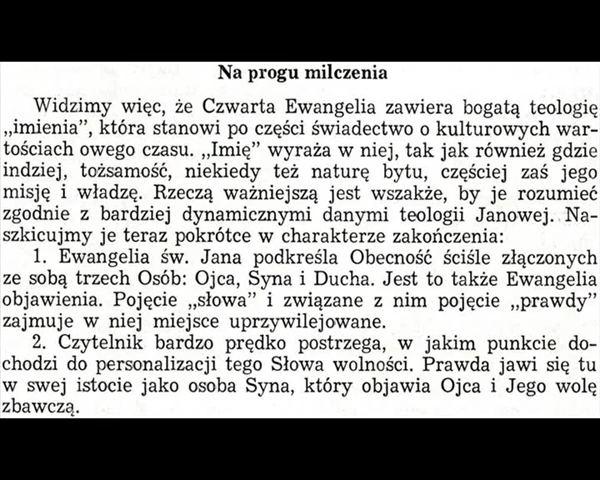 Na progu milczenia
Widzimy więc, że Czwarta Ewangelia zawiera bogatą teologię
„imienia”, która stanowi po części świadectwo o kulturowych war-
tościach owego czasu. „Imię” wyraża w niej, tak jak również gdzie
indziej, tożsamość, niekiedy też naturę bytu, częściej zaś jego
misję i władzę. Rzeczą ważniejszą jest wszakże, by je rozumieć
zgodnie z bardziej dynamicznymi danymi teologii Janowej. Na-
szkicujmy je teraz pokrótce w charakterze zakończenia:
1. Ewangelia św. Jana podkreśla Obecność ściśle złączonych
ze sobą trzech Osób: Ojca, Syna i Ducha. Jest to także Ewangelia
objawienia. Pojęcie „słowa” i związane z nim pojęcie „prawdy”
zajmuje w niej miejsce uprzywilejowane.
2. Czytelnik bardzo prędko postrzega, w jakim punkcie do-
chodzi do personalizacji tego Słowa wolności. Prawda jawi się tu
w swej istocie jako osoba Syna, który objawia Ojca i Jego wolę
zbawczą.